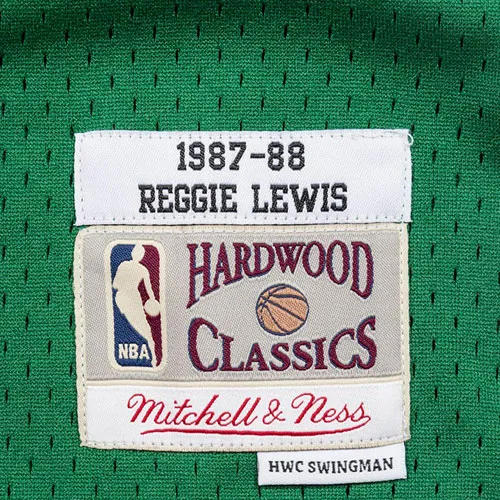 1987-88
REGGIE LEWIS
HARDWOOD
CLASSICS
NBA
Mitchell & Ness
HWC SWINGMAN